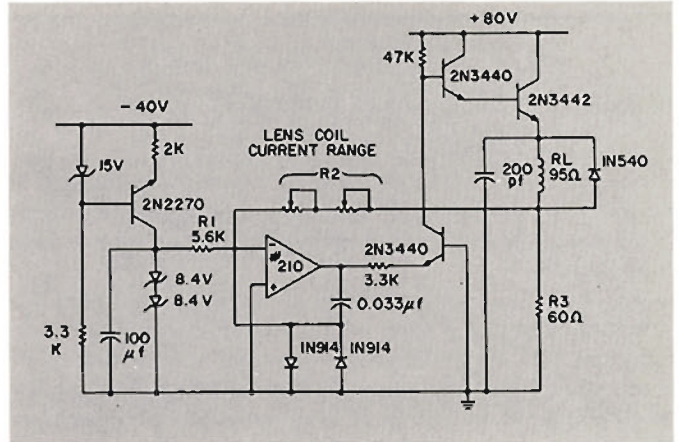 +80V
47K
2N3440
2N3442
-40V
LENS COIL
CURRENT RANGE
R2
15V
2K
2N2270
R1
5.6K
200
pf
RL
95Ω
IN540
-
210
+
2N3440
3.3K
0.033μf
8.4V
8.4V
3.3
K
100
μf
IN914
IN914
R3
60Ω